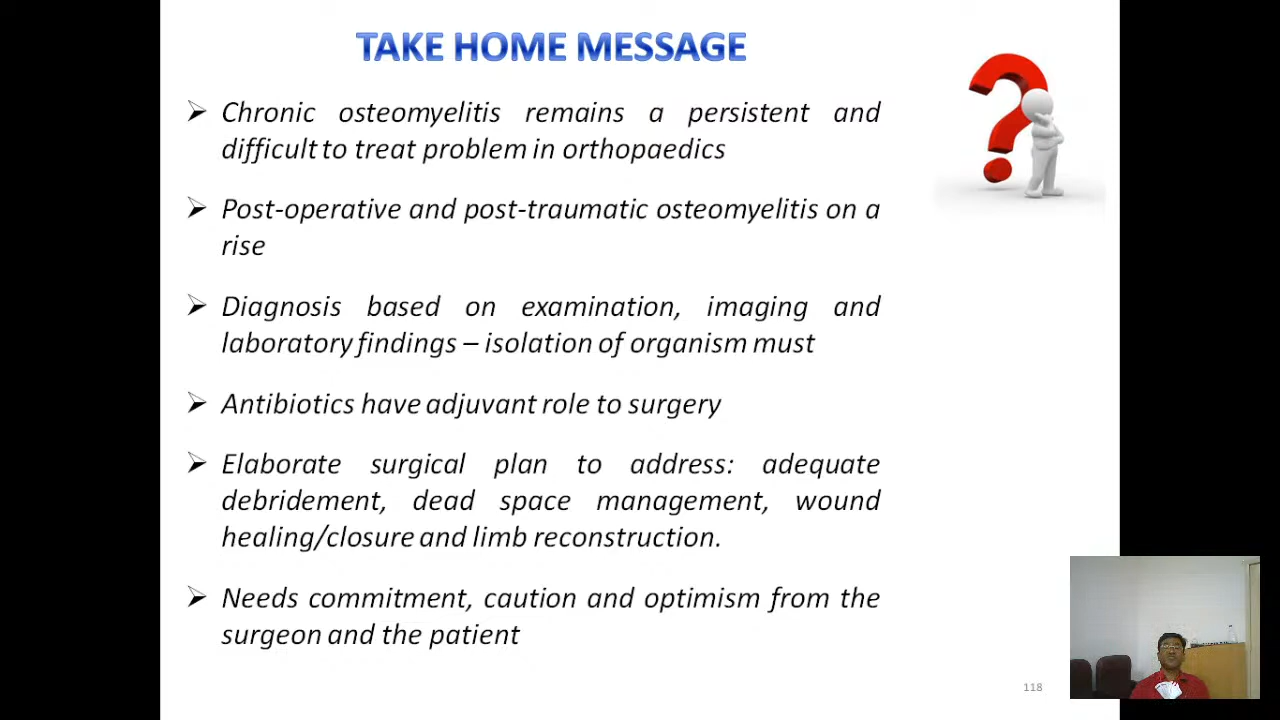 TAKE HOME MESSAGE
➢ Chronic osteomyelitis remains a persistent and
difficult to treat problem in orthopaedics
➢ Post-operative and post-traumatic osteomyelitis on a
rise
➢ Diagnosis based on examination, imaging and
laboratory findings – isolation of organism must
➢ Antibiotics have adjuvant role to surgery
➢ Elaborate surgical plan to address: adequate
debridement, dead space management, wound
healing/closure and limb reconstruction.
➢ Needs commitment, caution and optimism from the
surgeon and the patient
118